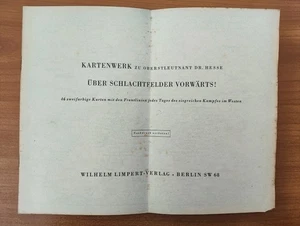 KARTENWERK ZU OBERSTLEUTNANT DR. HESSE
ÜBER SCHLACHTFELDER VORWÄRTS!
46 zweifarbige Karten mit den Frontlinien jedes Tages des siegreichen Kampfes im Westen
WILHELM LIMPERT-VERLAG • BERLIN SW 68